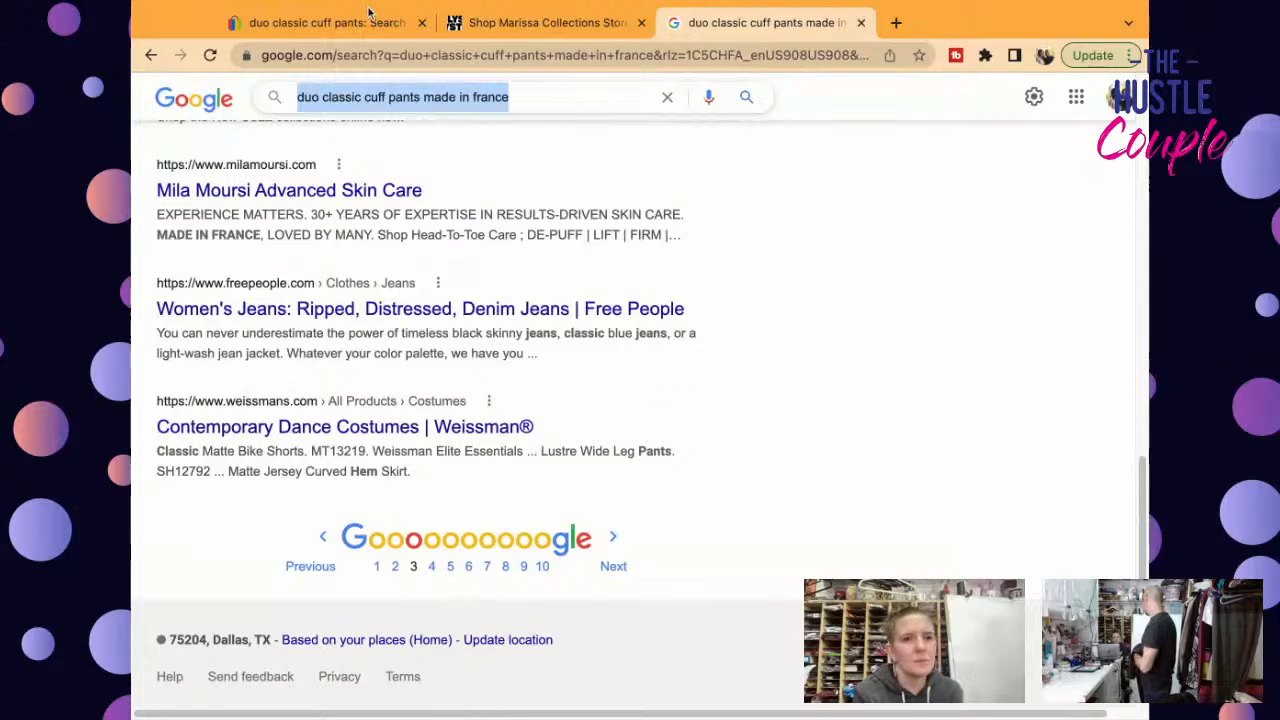 duo classic cuff pants: Search
Shop Marissa Collections Store
duo classic cuff pants made in
google.com/search?q=duo+classic+cuff+pants+made+in+france&rlz=1C5CHFA_enUS908US908&...
Update
THE
HUSTLE
Couple
Google
duo classic cuff pants made in france
https://www.milamoursi.com
Mila Moursi Advanced Skin Care
EXPERIENCE MATTERS. 30+ YEARS OF EXPERTISE IN RESULTS-DRIVEN SKIN CARE.
MADE IN FRANCE, LOVED BY MANY. Shop Head-To-Toe Care ; DE-PUFF | LIFT | FIRM |...
https://www.freepeople.com › Clothes › Jeans
Women's Jeans: Ripped, Distressed, Denim Jeans | Free People
You can never underestimate the power of timeless black skinny jeans, classic blue jeans, or a
light-wash jean jacket. Whatever your color palette, we have you ...
https://www.weissmans.com › All Products › Costumes
Contemporary Dance Costumes | Weissman®
Classic Matte Bike Shorts. MT13219. Weissman Elite Essentials ... Lustre Wide Leg Pants.
SH12792 ... Matte Jersey Curved Hem Skirt.
Goooooooooogle
Previous 1 2 3 4 5 6 7 8 9 10 Next
75204, Dallas, TX - Based on your places (Home) - Update location
Help Send feedback Privacy Terms